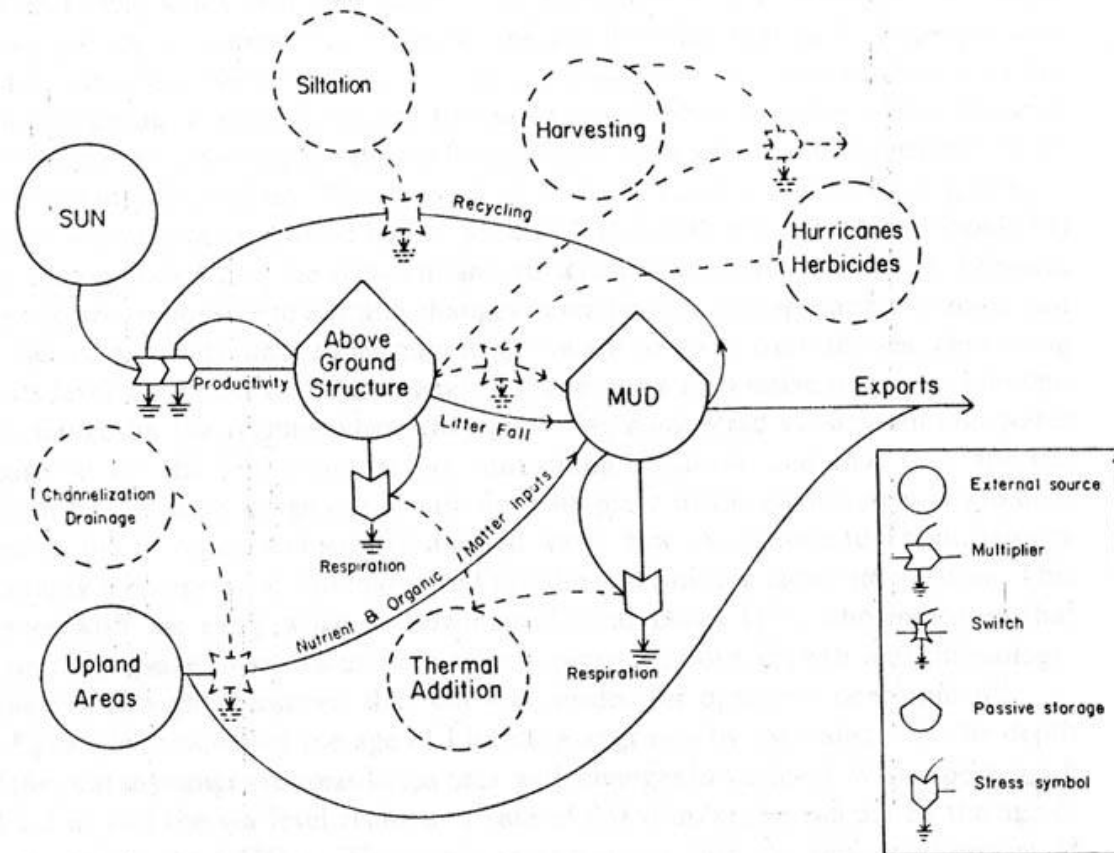 Siltation
Harvesting
SUN
Recycling
Hurricanes
Herbicides
Above
Ground
Structure
Productivity
MUD
Exports
Litter Fall
Channelization
Drainage
Respiration
Nutrient & Organic Matter Inputs
Upland
Areas
Thermal
Addition
Respiration
External source
Multiplier
Switch
Passive storage
Stress symbol